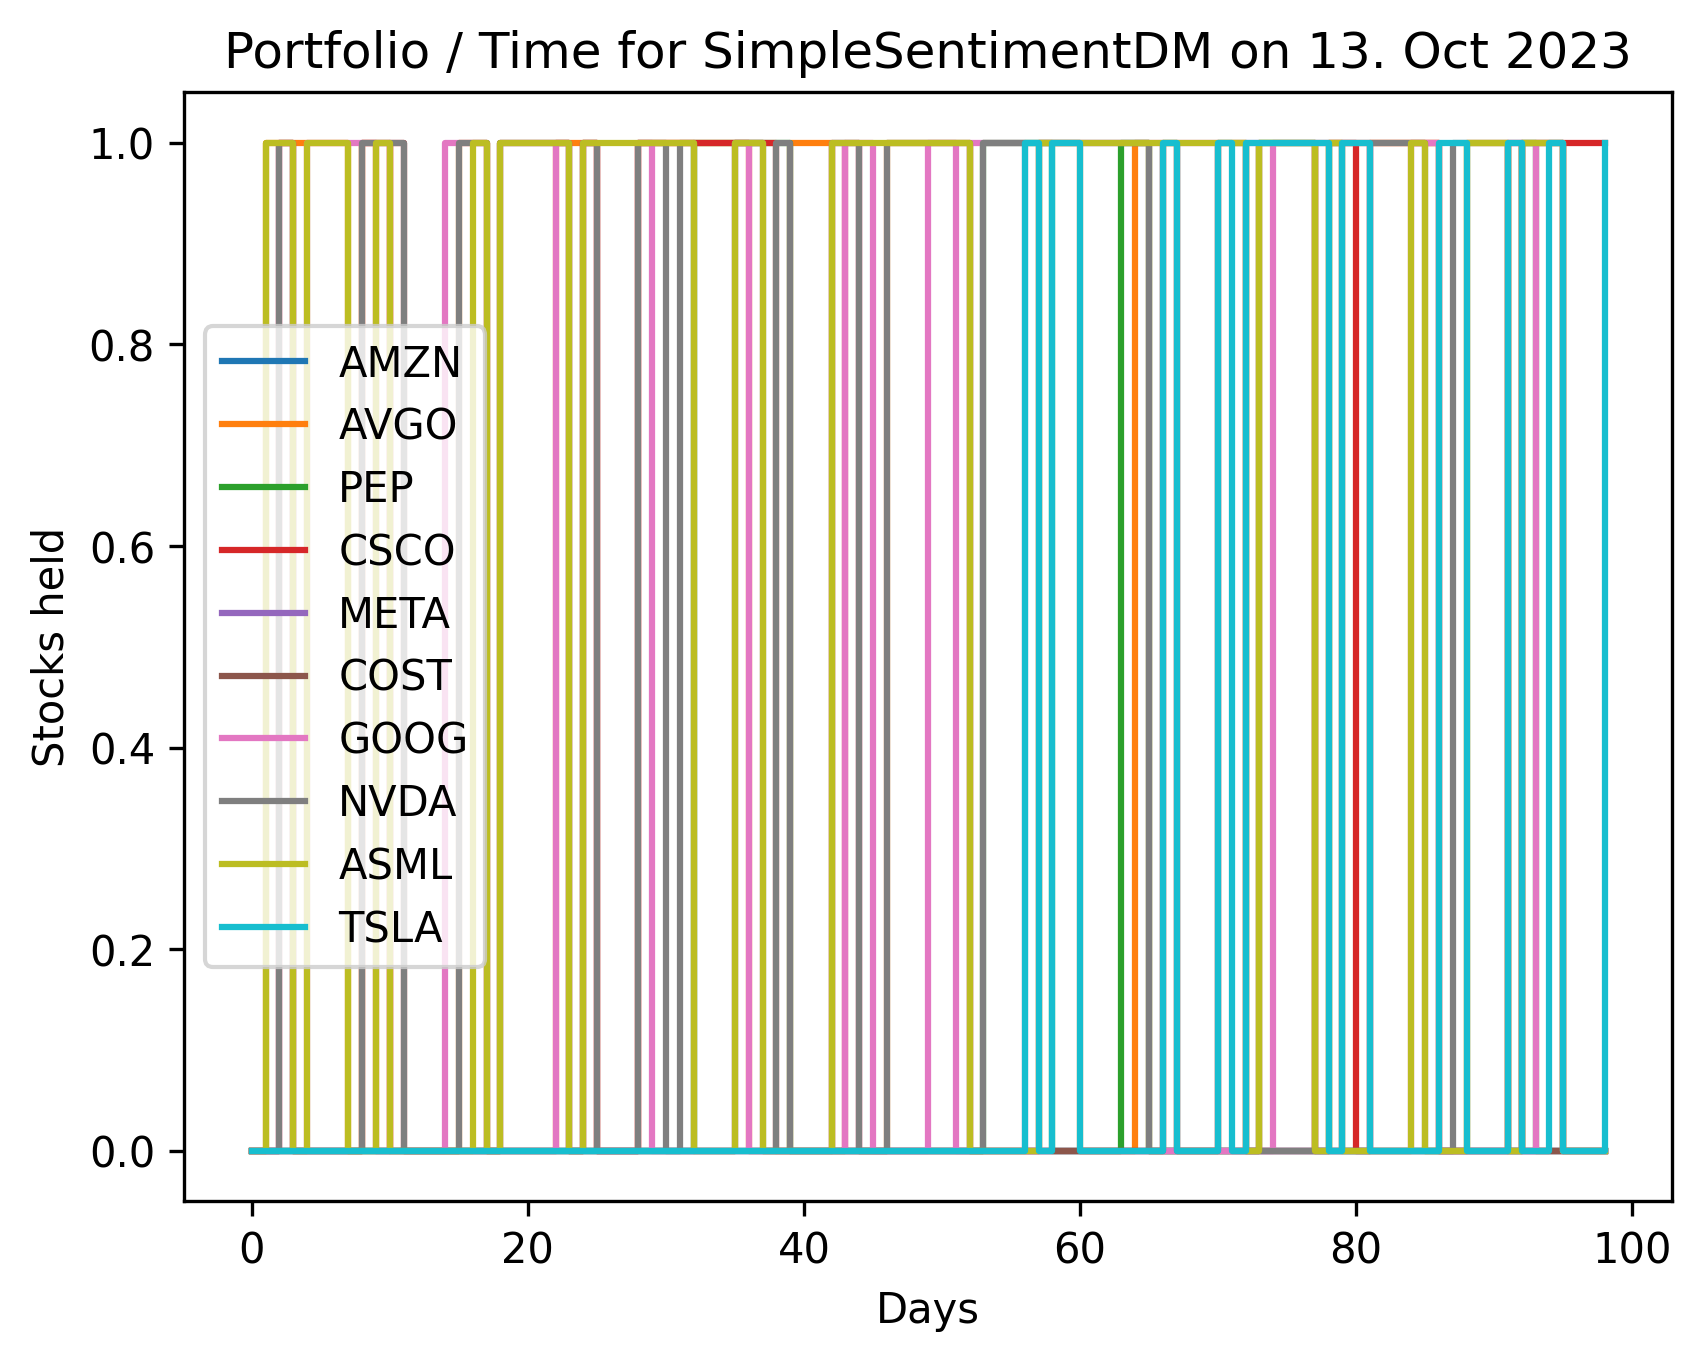 Portfolio / Time for SimpleSentimentDM on 13. Oct 2023
1.0
0.8
0.6
0.4
0.2
0.0
Stocks held
AMZN
AVGO
PEP
CSCO
META
COST
GOOG
NVDA
ASML
TSLA
0 20 40 60 80 100
Days